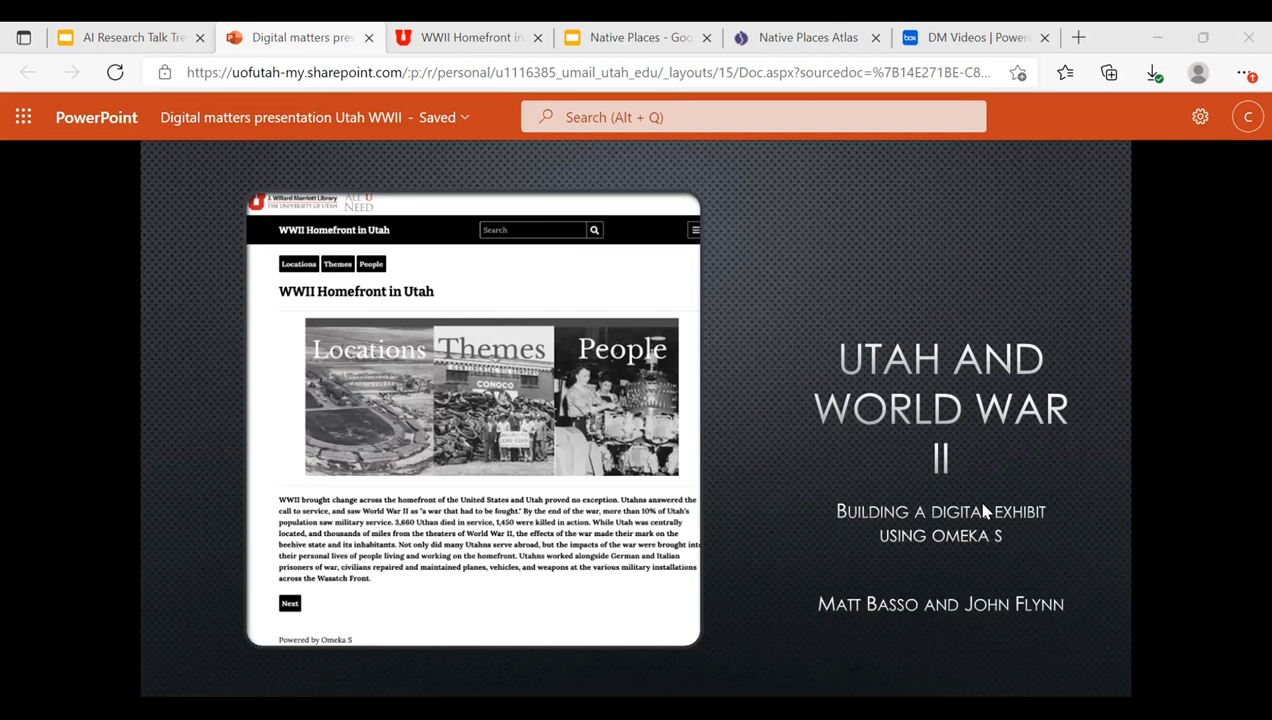 AI Research Talk Tre
Digital matters pres
WWII Homefront in
Native Places - Goo
Native Places Atlas
DM Videos | Powere
https://uofutah-my.sharepoint.com/:p:/r/personal/u1116385_umail_utah_edu/_layouts/15/Doc.aspx?sourcedoc=%7B14E271BE-C8...
PowerPoint
Digital matters presentation Utah WWII - Saved
Search (Alt + Q)
C
J. Willard Marriott Library
THE UNIVERSITY OF UTAH
ALL U
NEED
WWII Homefront in Utah
Search
Locations
Themes
People
WWII Homefront in Utah
Locations
Themes
People
CONOCO
WWII brought change across the homefront of the United States and Utah proved no exception. Utahns answered the
call to service, and saw World War II as "a war that had to be fought." By the end of the war, more than 10% of Utah's
population saw military service. 3,660 Uthan died in service, 1,450 were killed in action. While Utah was centrally
located, and thousands of miles from the theaters of World War II, the effects of the war made their mark on the
beehive state and its inhabitants. Not only did many Utahns serve abroad, but the impacts of the war were brought into
their personal lives of people living and working on the homefront. Utahns worked alongside German and Italian
prisoners of war, civilians repaired and maintained planes, vehicles, and weapons at the various military installations
across the Wasatch Front.
Next
Powered by Omeka S
UTAH AND
WORLD WAR
II
BUILDING A DIGITAL EXHIBIT
USING OMEKA S
MATT BASSO AND JOHN FLYNN